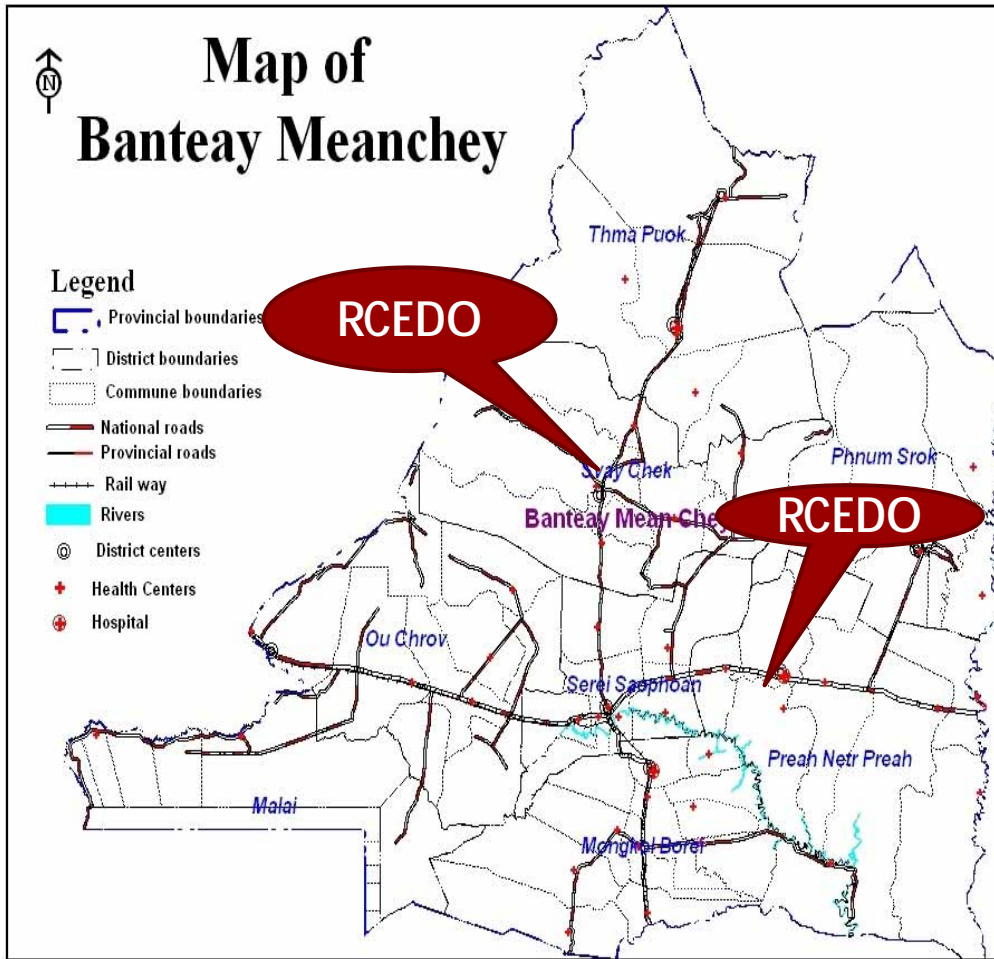 N
Map of
Banteay Meanchey
Thma Puok
Legend
Provincial boundaries
District boundaries
Commune boundaries
National roads
Provincial roads
Rail way
Rivers
District centers
Health Centers
Hospital
RCEDO
Svay Chek
Phnum Srok
Banteay Mean Chey
RCEDO
Ou Chrov
Serei Saophoan
Preah Netr Preah
Malai
Mongkol Borei